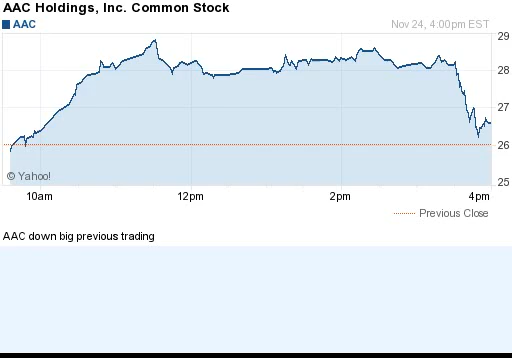 AAC Holdings, Inc. Common Stock
AAC
Nov 24, 4:00pm EST
29
28
27
26
25
© Yahoo!
10am 12pm 2pm 4pm
Previous Close
AAC down big previous trading